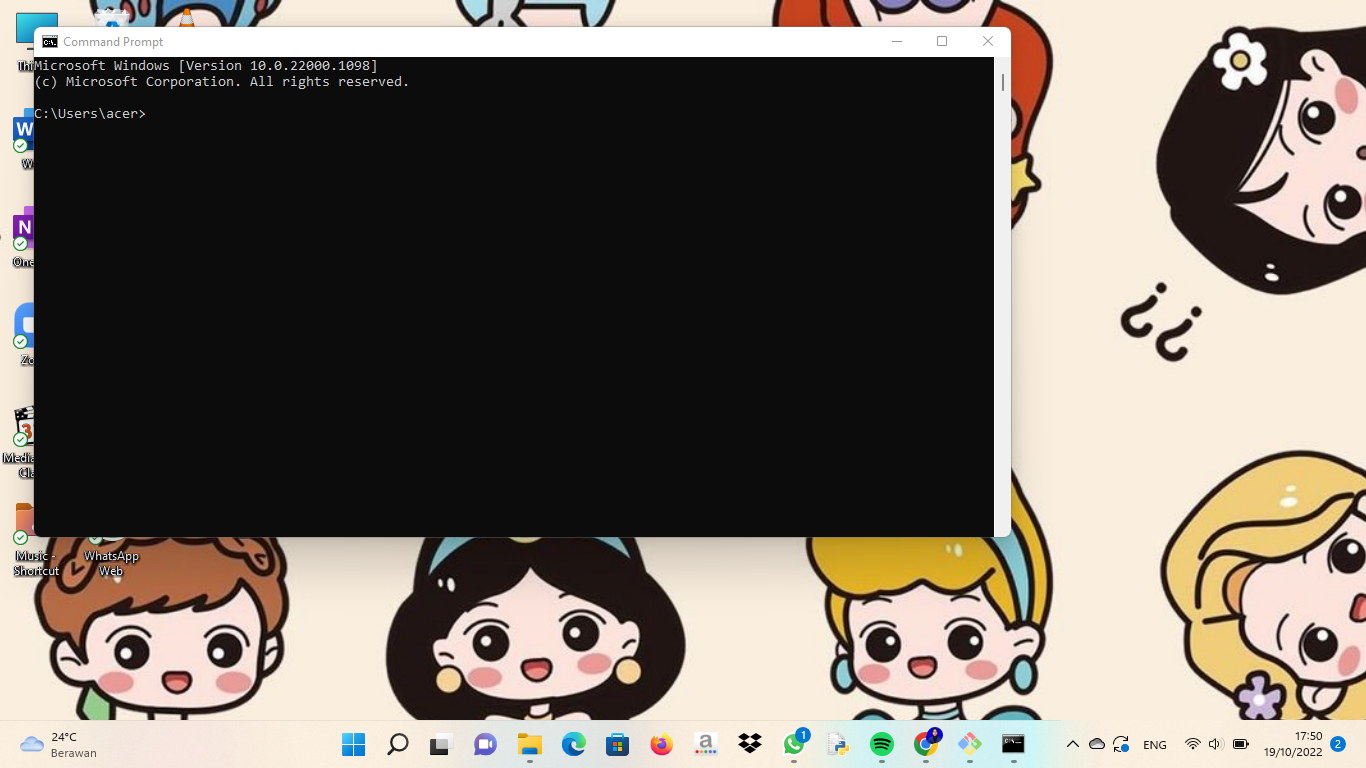 Command Prompt
Microsoft Windows [Version 10.0.22000.1098]
(c) Microsoft Corporation. All rights reserved.
C:\Users\acer>
Th
W
W
N
One
Zo
3
Media
Cla
Music -
Shortcut
WhatsApp
Web
¿¿
24°C
Berawan
a
1
ENG
17:50
19/10/2022
2